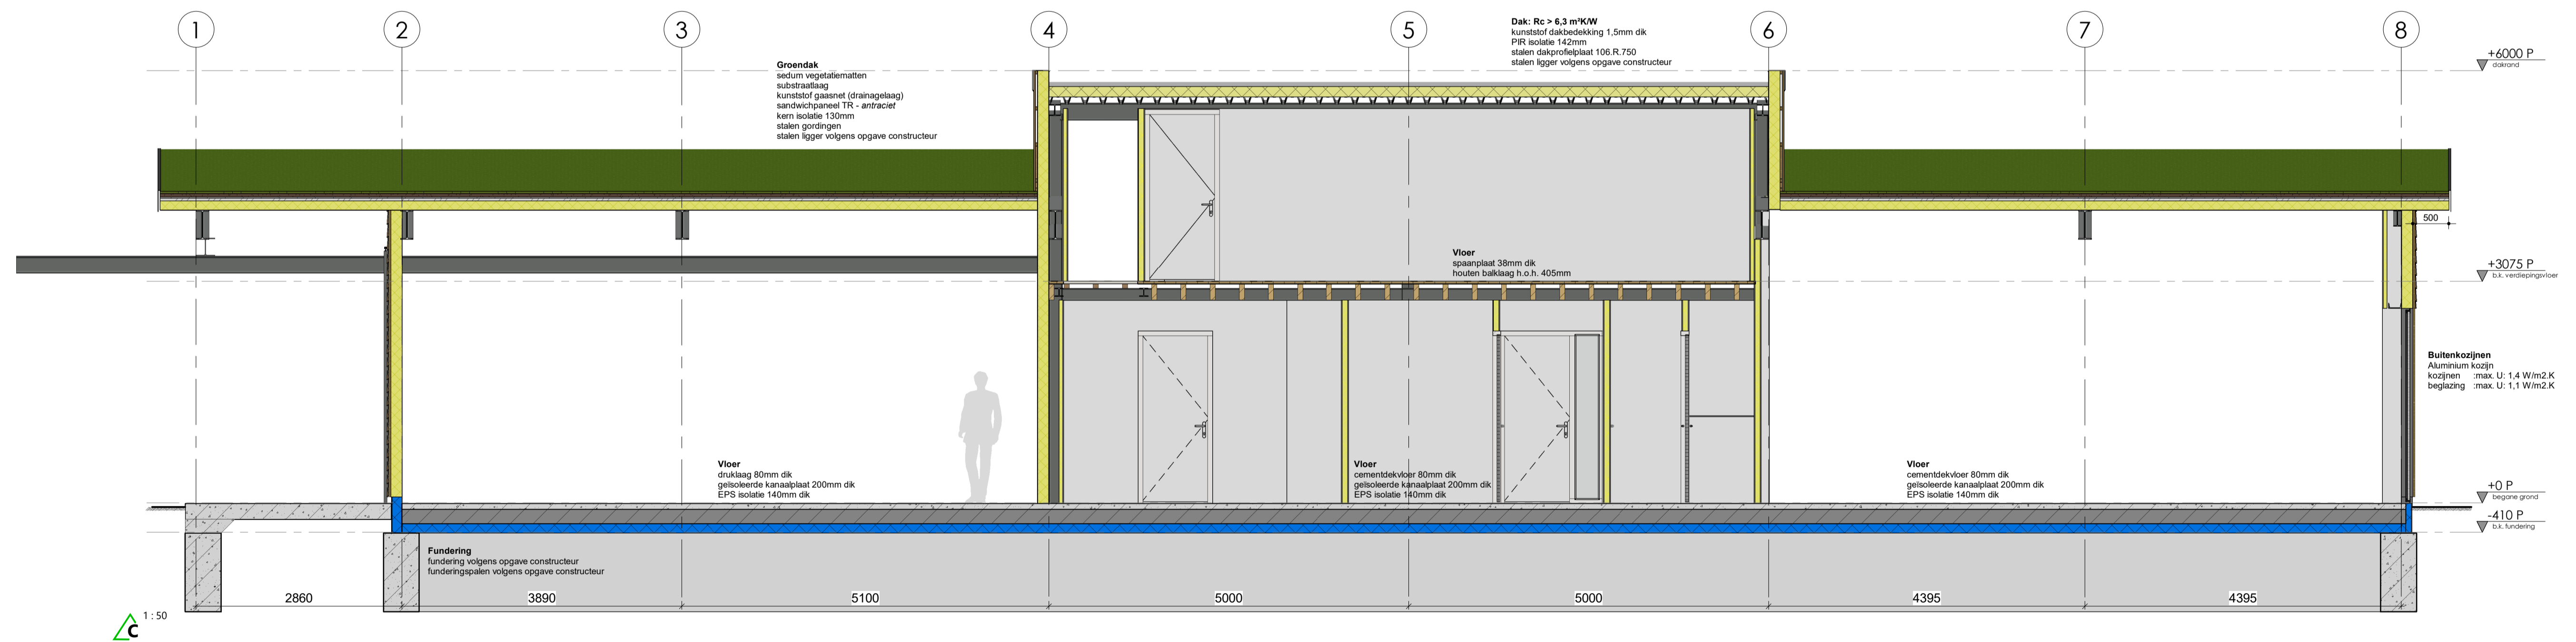 1
2
3
4
5
6
7
8
Groendak
sedum vegetatiematten
substraatlaag
kunststof gaasnet (drainagelaag)
sandwichpaneel TR - antraciet
kern isolatie 130mm
stalen gordingen
stalen ligger volgens opgave constructeur
Dak: Rc > 6,3 m²K/W
kunststof dakbedekking 1,5mm dik
PIR isolatie 142mm
stalen dakprofielplaat 106.R.750
stalen ligger volgens opgave constructeur
+6000 P
dakrand
500
Vloer
spaanplaat 38mm dik
houten balklaag h.o.h. 405mm
+3075 P
b.k. verdiepingsvloer
Buitenkozijnen
Aluminium kozijn
kozijnen :max. U: 1,4 W/m2.K
beglazing :max. U: 1,1 W/m2.K
Vloer
druklaag 80mm dik
geïsoleerde kanaalplaat 200mm dik
EPS isolatie 140mm dik
Vloer
cementdekvloer 80mm dik
geïsoleerde kanaalplaat 200mm dik
EPS isolatie 140mm dik
Vloer
cementdekvloer 80mm dik
geïsoleerde kanaalplaat 200mm dik
EPS isolatie 140mm dik
+0 P
begane grond
-410 P
b.k. fundering
Fundering
fundering volgens opgave constructeur
funderingspalen volgens opgave constructeur
2860
3890
5100
5000
5000
4395
4395
C
1 : 50